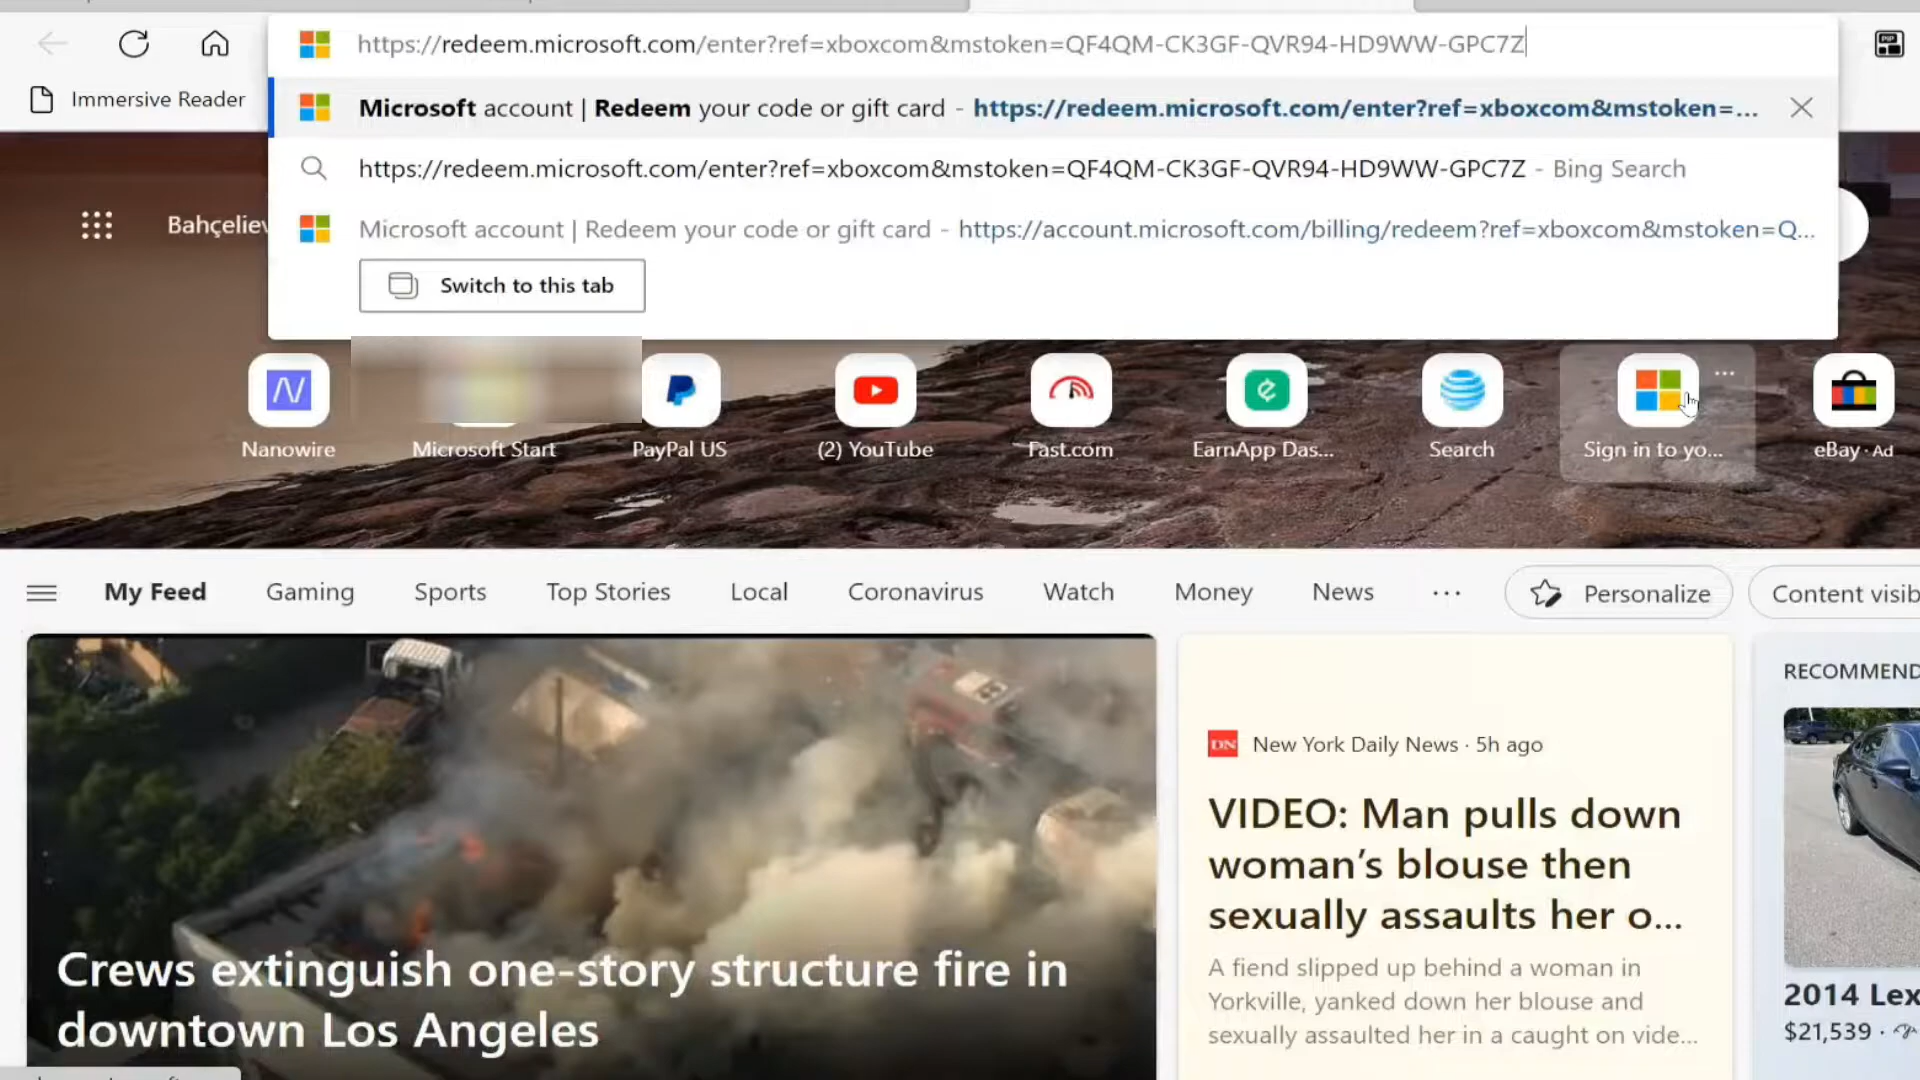 https://redeem.microsoft.com/enter?ref=xboxcom&mstoken=QF4QM-CK3GF-QVR94-HD9WW-GPC7Z
Immersive Reader
Microsoft account | Redeem your code or gift card - https://redeem.microsoft.com/enter?ref=xboxcom&mstoken=...
https://redeem.microsoft.com/enter?ref=xboxcom&mstoken=QF4QM-CK3GF-QVR94-HD9WW-GPC7Z - Bing Search
Bahçeliev
Microsoft account | Redeem your code or gift card - https://account.microsoft.com/billing/redeem?ref=xboxcom&mstoken=Q...
Switch to this tab
Nanowire
Microsoft Start
PayPal US
(2) YouTube
Fast.com
EarnApp Das...
Search
Sign in to yo...
eBay · Ad
My Feed
Gaming
Sports
Top Stories
Local
Coronavirus
Watch
Money
News
...
Personalize
Content visib
Crews extinguish one-story structure fire in
downtown Los Angeles
DN New York Daily News · 5h ago
VIDEO: Man pulls down
woman's blouse then
sexually assaults her o...
A fiend slipped up behind a woman in
Yorkville, yanked down her blouse and
sexually assaulted her in a caught on vide...
RECOMMEND
2014 Lex
$21,539 ·